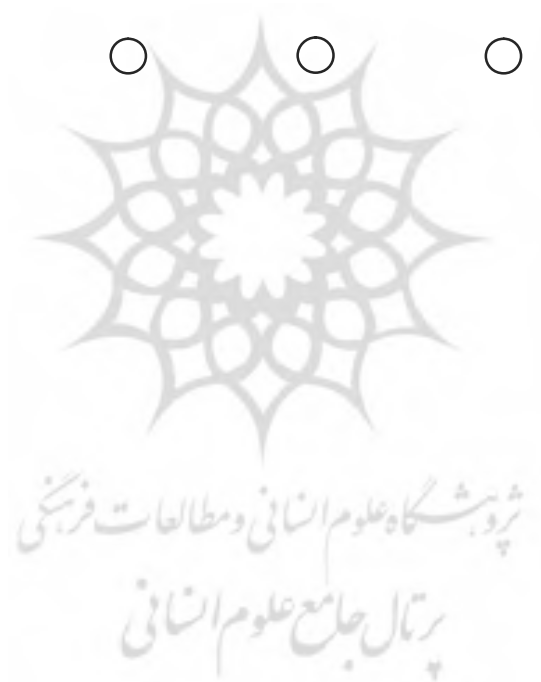 پژوهشگاه علوم انسانی و مطالعات فرهنگی
پرتال جامع علوم انسانی